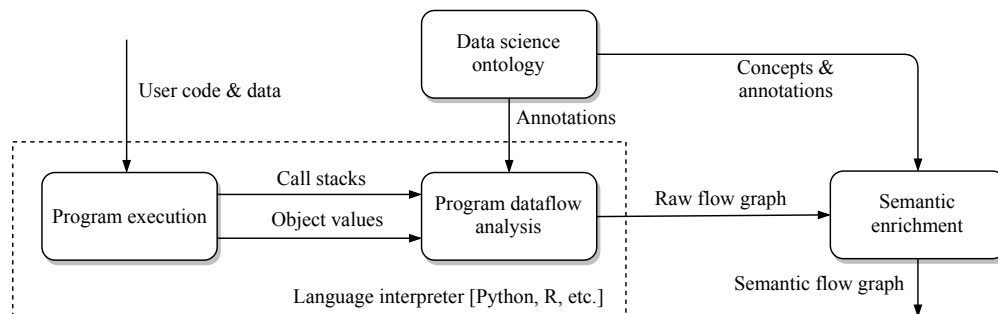 Data science
ontology
User code & data
Concepts &
annotations
Annotations
Call stacks
Program execution
Object values
Program dataflow
analysis
Raw flow graph
Semantic
enrichment
Language interpreter [Python, R, etc.]
Semantic flow graph